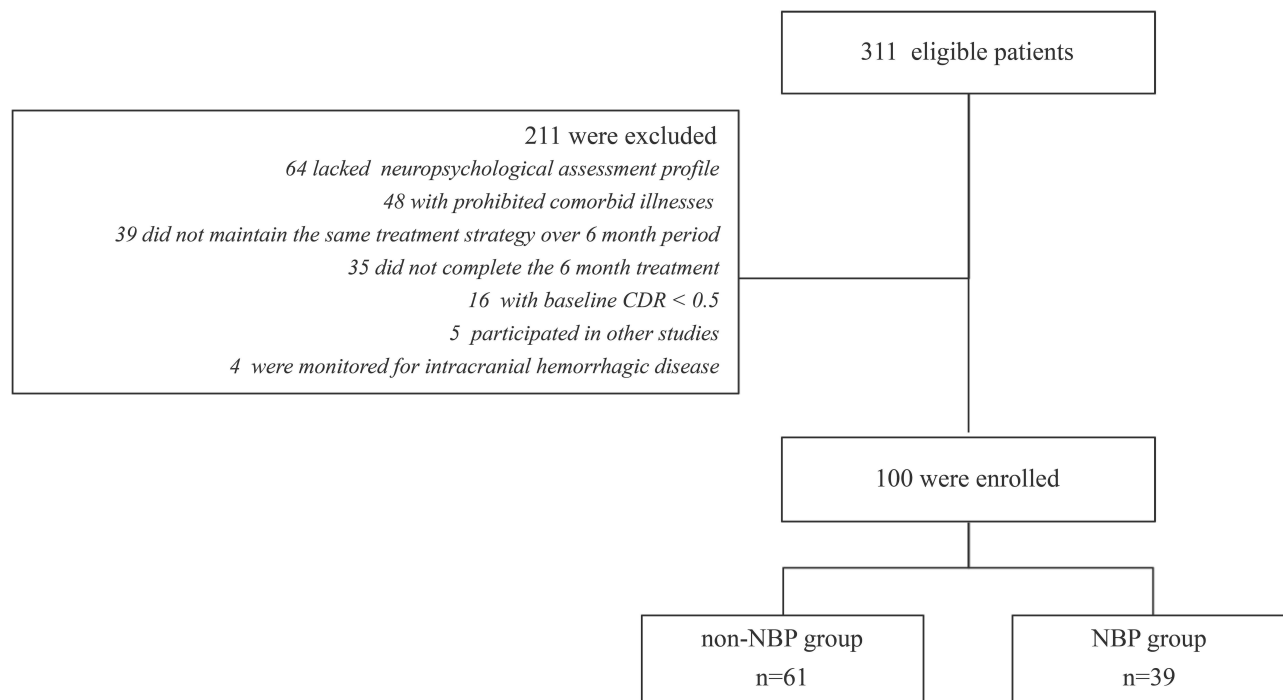 311 eligible patients
211 were excluded
64 lacked neuropsychological assessment profile
48 with prohibited comorbid illnesses
39 did not maintain the same treatment strategy over 6 month period
35 did not complete the 6 month treatment
16 with baseline CDR < 0.5
5 participated in other studies
4 were monitored for intracranial hemorrhagic disease
100 were enrolled
non-NBP group
n=61
NBP group
n=39